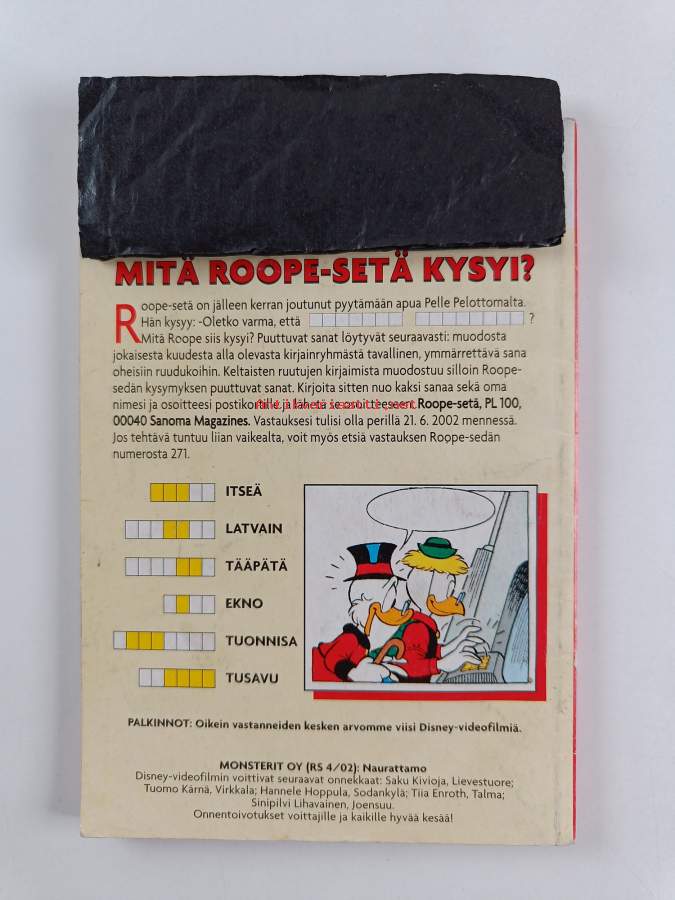 MITÄ ROOPE-SETÄ KYSYI?
Roope-setä on jälleen kerran joutunut pyytämään apua Pelle Pelottomalta.
Hän kysyy: -Oletko varma, että ?
Mitä Roope siis kysyi? Puuttuvat sanat löytyvät seuraavasti: muodosta
jokaisesta kuudesta alla olevasta kirjainryhmästä tavallinen, ymmärrettävä sana
oheisiin ruudukoihin. Keltaisten ruutujen kirjaimista muodostuu silloin Roope-
sedän kysymyksen puuttuvat sanat. Kirjoita sitten nuo kaksi sanaa sekä oma
nimesi ja osoitteesi postikortille ja lähetä se osoitteeseen: Roope-setä, PL 100,
00040 Sanoma Magazines. Vastauksesi tulisi olla perillä 21. 6. 2002 mennessä.
Jos tehtävä tuntuu liian vaikealta, voit myös etsiä vastauksen Roope-sedän
numerosta 271.
ITSEÄ
LATVAIN
TÄÄPÄTÄ
EKNO
TUONNISA
TUSAVU
PALKINNOT: Oikein vastanneiden kesken arvomme viisi Disney-videofilmiä.
MONSTERIT OY (RS 4/02): Naurattamo
Disney-videofilmin voittivat seuraavat onnekkaat: Saku Kivioja, Lievestuore;
Tuomo Kärnä, Virkkala; Hannele Hoppula, Sodankylä; Tiia Enroth, Talma;
Sinipilvi Lihavainen, Joensuu.
Onnentoivotukset voittajille ja kaikille hyvää kesää!